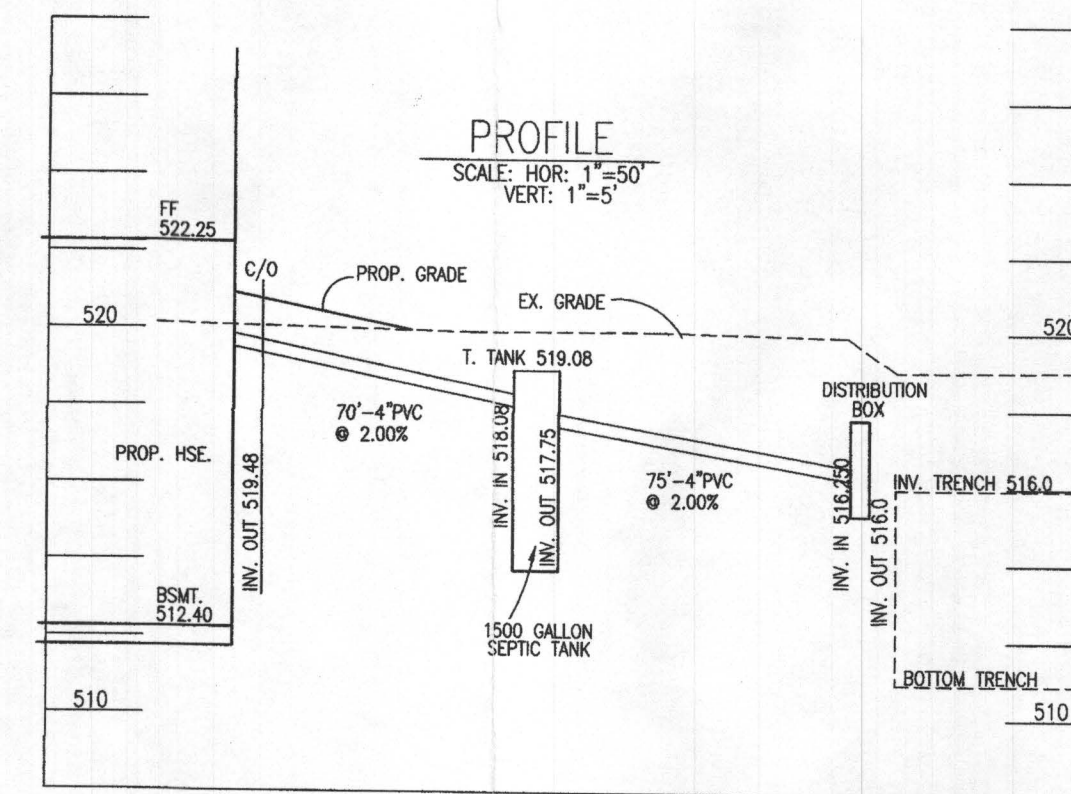 PROFILE
SCALE: HOR: 1"=50'
VERT: 1"=5'
FF
522.25
C/O
PROP. GRADE
EX. GRADE
520
520
T. TANK 519.08
DISTRIBUTION
BOX
70'-4"PVC
@ 2.00%
PROP. HSE.
INV. OUT 519.48
INV. IN 518.08
INV. OUT 517.75
75'-4"PVC
@ 2.00%
INV. IN 516.250
INV. OUT 516.0
INV. TRENCH 516.0
BSMT.
512.40
1500 GALLON
SEPTIC TANK
BOTTOM TRENCH
510
510